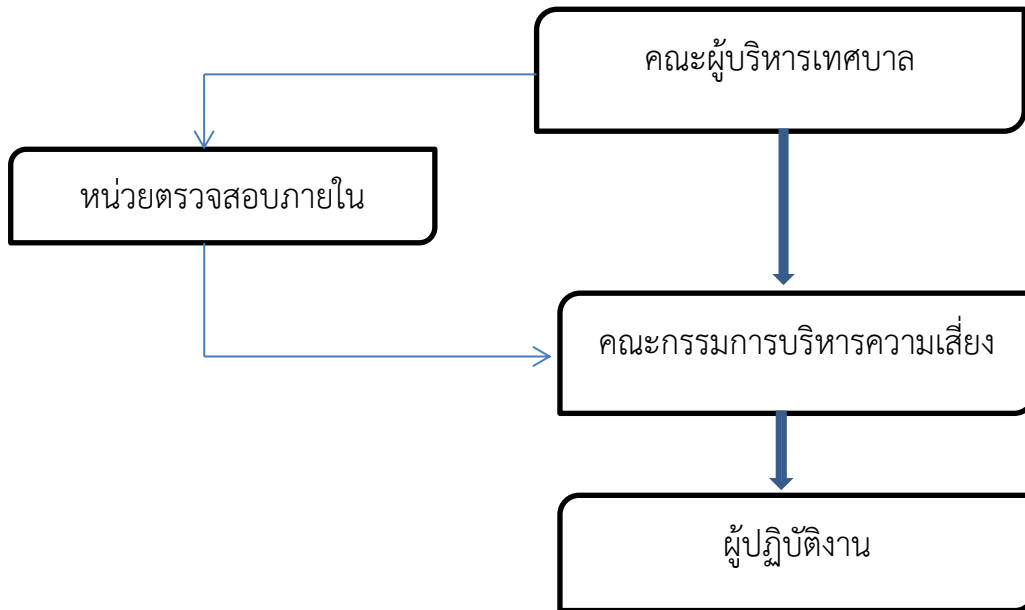 คณะผู้บริหารเทศบาล
หน่วยตรวจสอบภายใน
คณะกรรมการบริหารความเสี่ยง
ผู้ปฏิบัติงาน